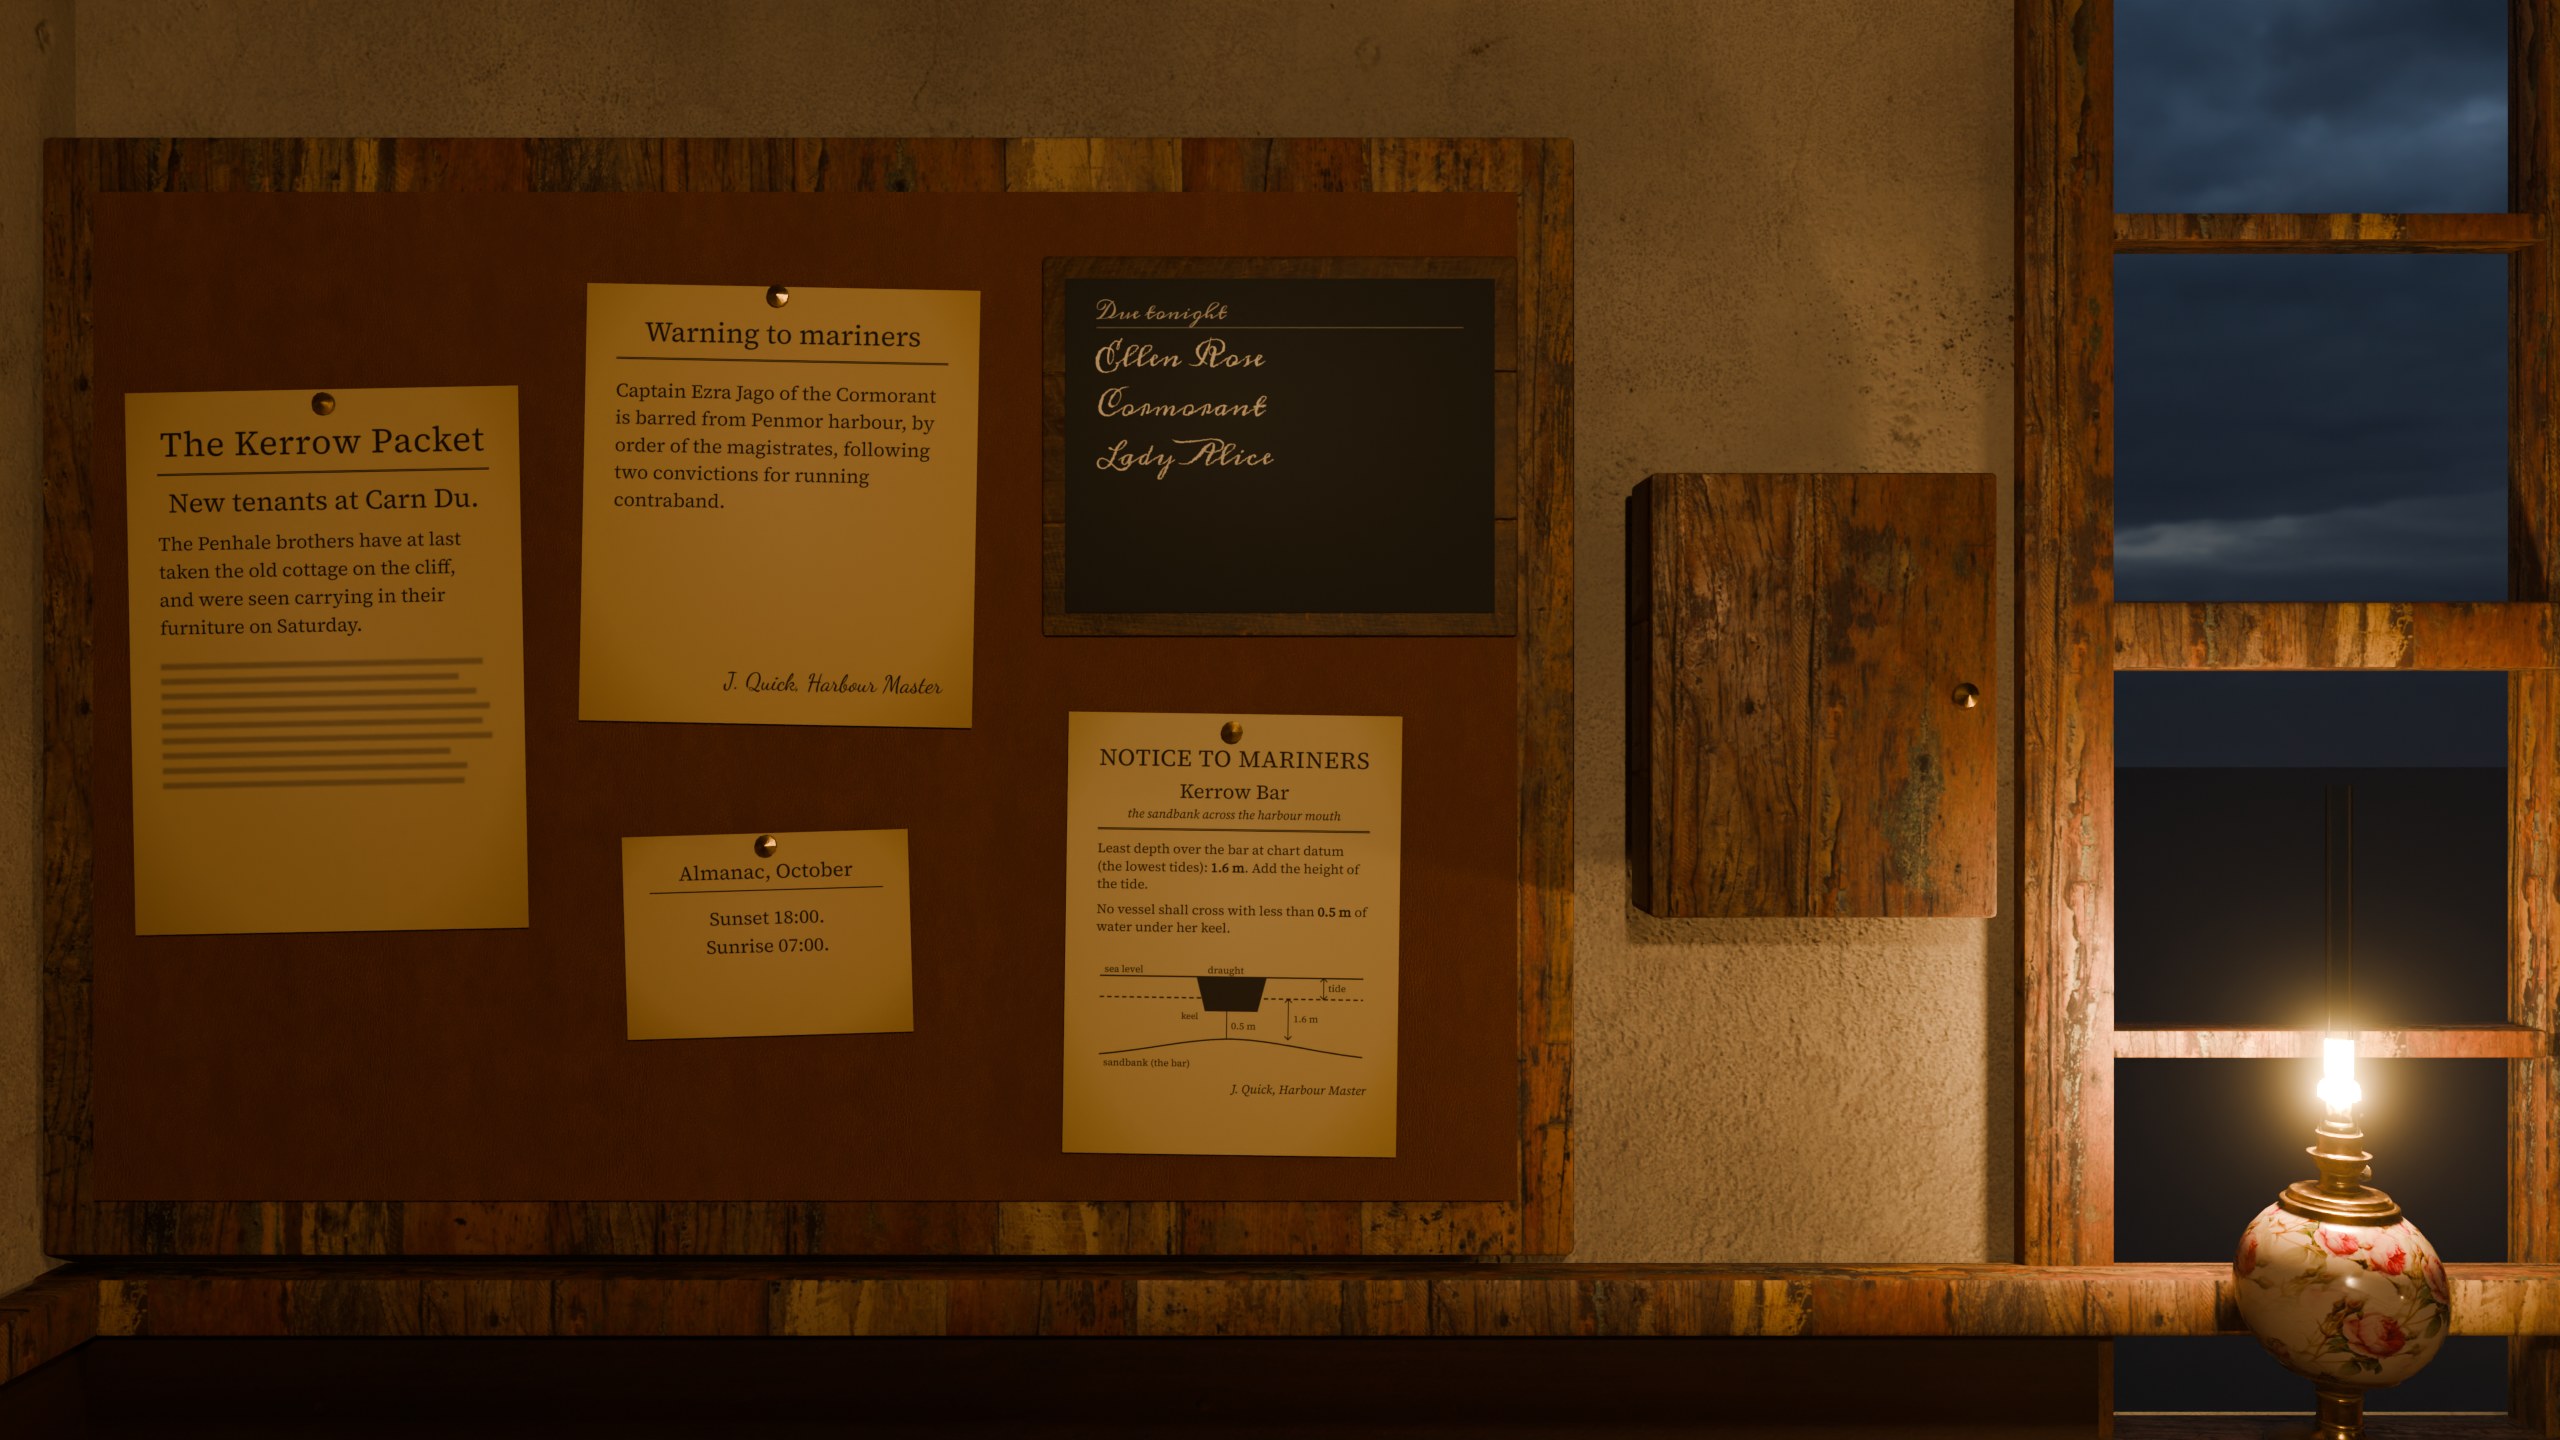 The Kerrow Packet
New tenants at Carn Du.
The Penhale brothers have at last
taken the old cottage on the cliff,
and were seen carrying in their
furniture on Saturday.
Warning to mariners
Captain Ezra Jago of the Cormorant
is barred from Penmor harbour, by
order of the magistrates, following
two convictions for running
contraband.
J. Quick, Harbour Master
Almanac, October
Sunset 18:00.
Sunrise 07:00.
Due tonight
Ellen Rose
Cormorant
Lady Alice
NOTICE TO MARINERS
Kerrow Bar
the sandbank across the harbour mouth
Least depth over the bar at chart datum
(the lowest tides): 1.6 m. Add the height of
the tide.
No vessel shall cross with less than 0.5 m of
water under her keel.
sea level
draught
tide
keel
0.5 m
1.6 m
sandbank (the bar)
J. Quick, Harbour Master